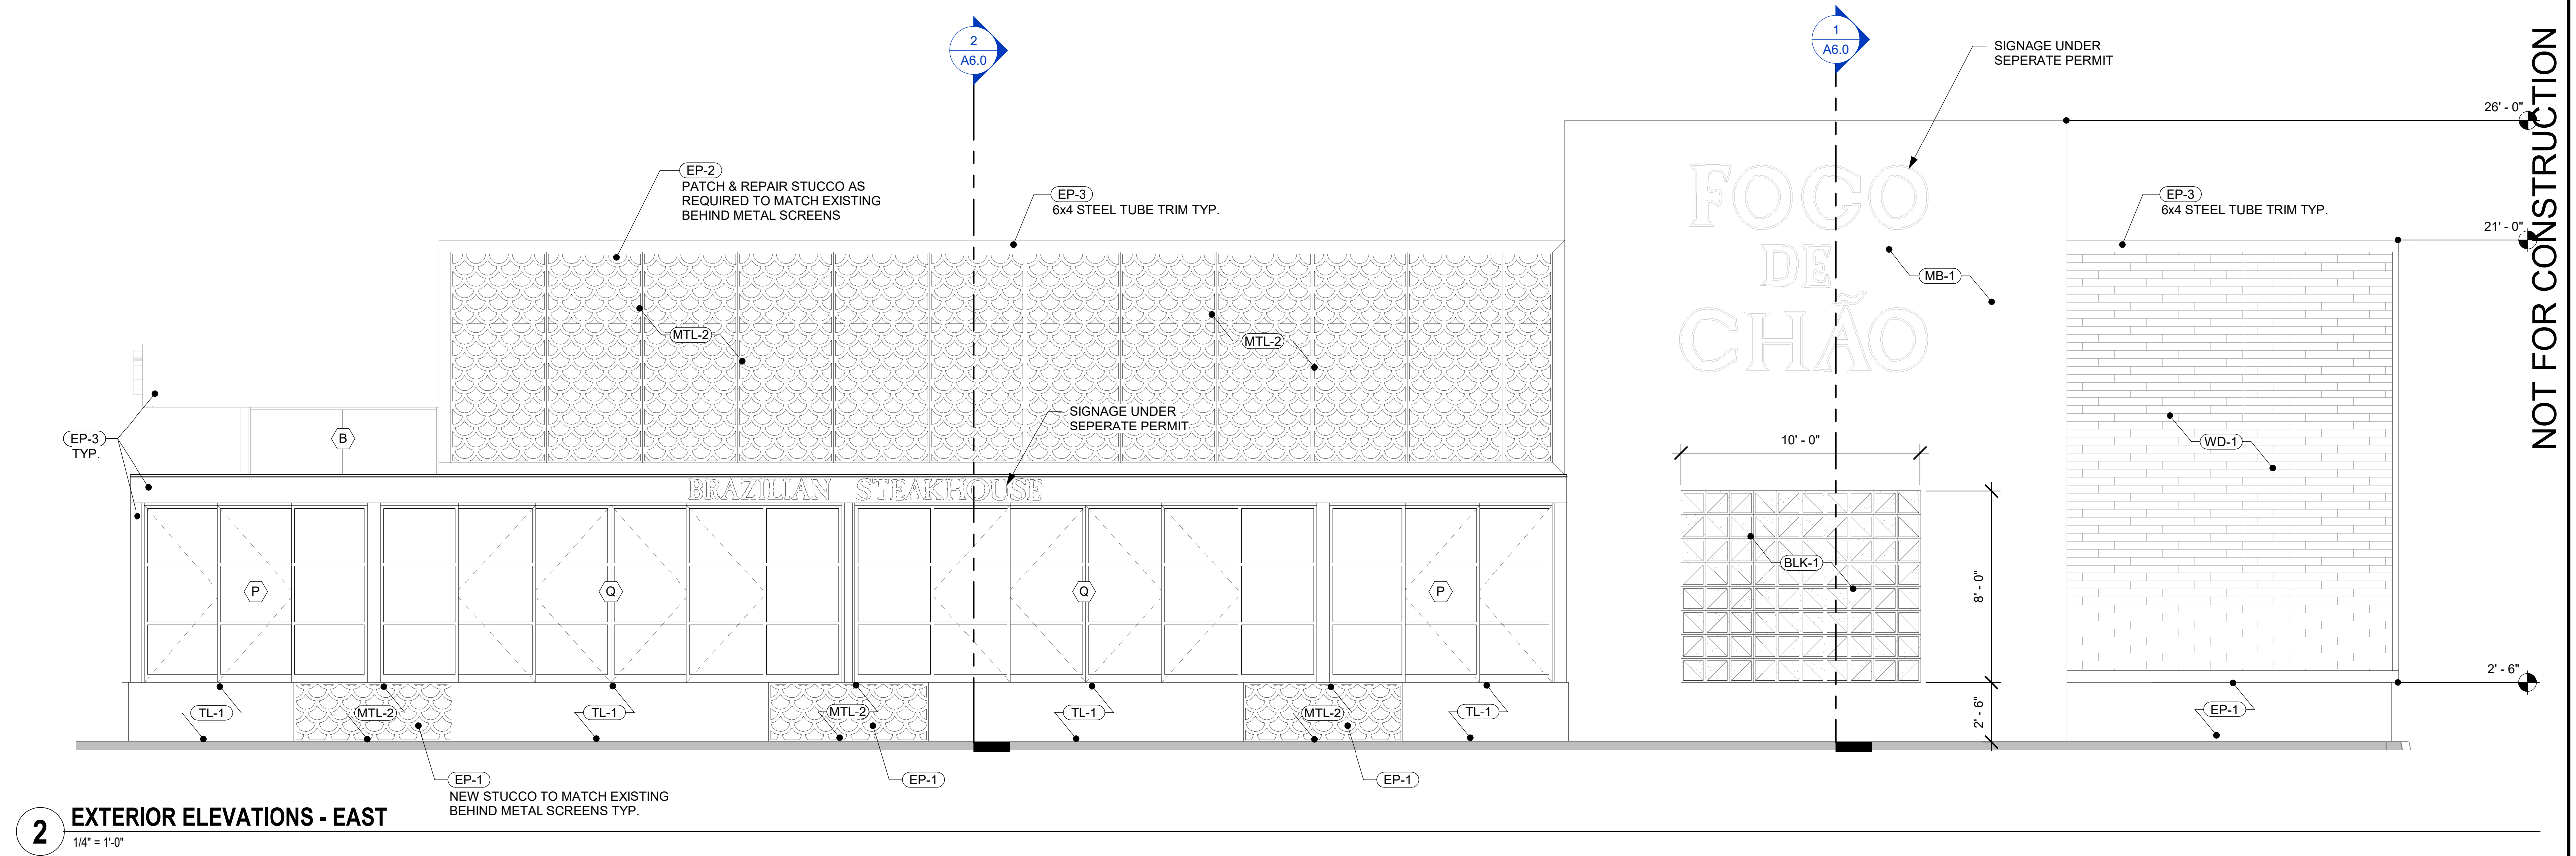 2
A6.0
1
A6.0
SIGNAGE UNDER
SEPERATE PERMIT
NOT FOR CONSTRUCTION
26' - 0"
EP-2
PATCH & REPAIR STUCCO AS
REQUIRED TO MATCH EXISTING
BEHIND METAL SCREENS
EP-3
6x4 STEEL TUBE TRIM TYP.
FOGO
DE
CHÃO
EP-3
6x4 STEEL TUBE TRIM TYP.
21' - 0"
MB-1
MTL-2
MTL-2
SIGNAGE UNDER
SEPERATE PERMIT
EP-3
TYP.
B
10' - 0"
WD-1
BRAZILIAN STEAKHOUSE
P
Q
Q
P
BLK-1
8' - 0"
2' - 6"
2' - 6"
TL-1
MTL-2
TL-1
MTL-2
TL-1
MTL-2
TL-1
EP-1
EP-1
NEW STUCCO TO MATCH EXISTING
BEHIND METAL SCREENS TYP.
EP-1
EP-1
2
EXTERIOR ELEVATIONS - EAST
1/4" = 1'-0"